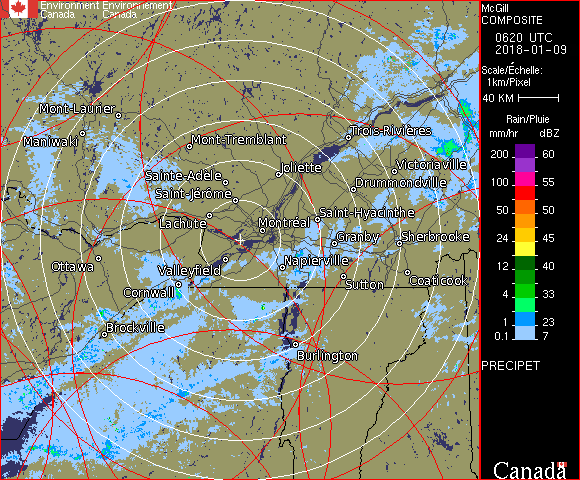 Environment Environnement
Canada Canada
McGill
COMPOSITE
0620 UTC
2018-01-09
Scale/Échelle:
1km/Pixel
40 KM
Rain/Pluie
mm/hr dBZ
200 60
100 55
50 50
24 45
12 40
4 33
1 23
0.1 7
PRECIPET
Canada
Mont-Laurier
Maniwaki
Mont-Tremblant
Trois-Rivières
Sainte-Adèle
Joliette
Victoriaville
Saint-Jérôme
Drummondville
Lachute
Montréal
Saint-Hyacinthe
Granby
Sherbrooke
Ottawa
Valleyfield
Napierville
Cornwall
Sutton
Coaticook
Brockville
Burlington